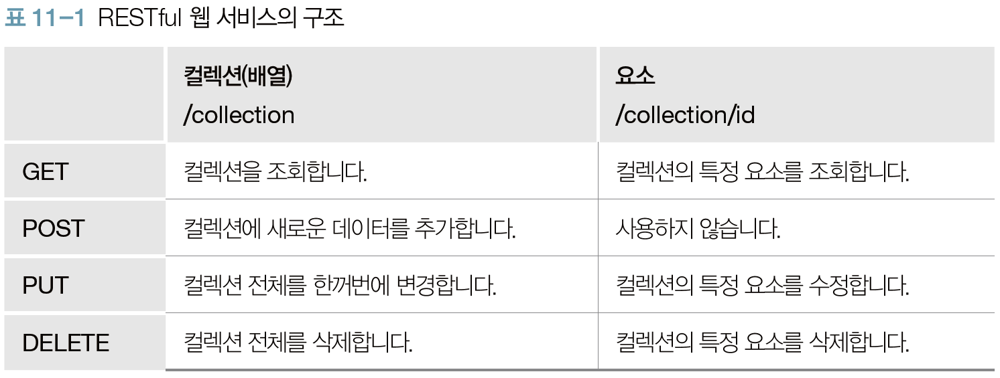 표 11-1 RESTful 웹 서비스의 구조
컬렉션(배열) 요소
/collection /collection/id
GET 컬렉션을 조회합니다. 컬렉션의 특정 요소를 조회합니다.
POST 컬렉션에 새로운 데이터를 추가합니다. 사용하지 않습니다.
PUT 컬렉션 전체를 한꺼번에 변경합니다. 컬렉션의 특정 요소를 수정합니다.
DELETE 컬렉션 전체를 삭제합니다. 컬렉션의 특정 요소를 삭제합니다.